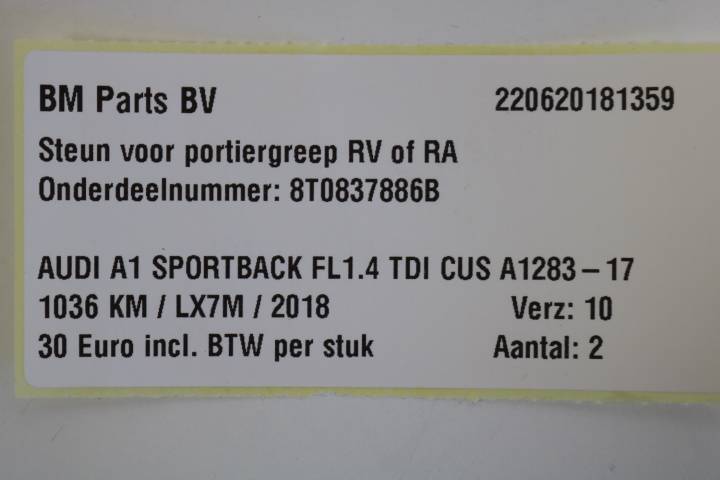 BM Parts BV 220620181359
Steun voor portiergreep RV of RA
Onderdeelnummer: 8T0837886B
AUDI A1 SPORTBACK FL1.4 TDI CUS A1283-17
1036 KM / LX7M / 2018 Verz: 10
30 Euro incl. BTW per stuk Aantal: 2